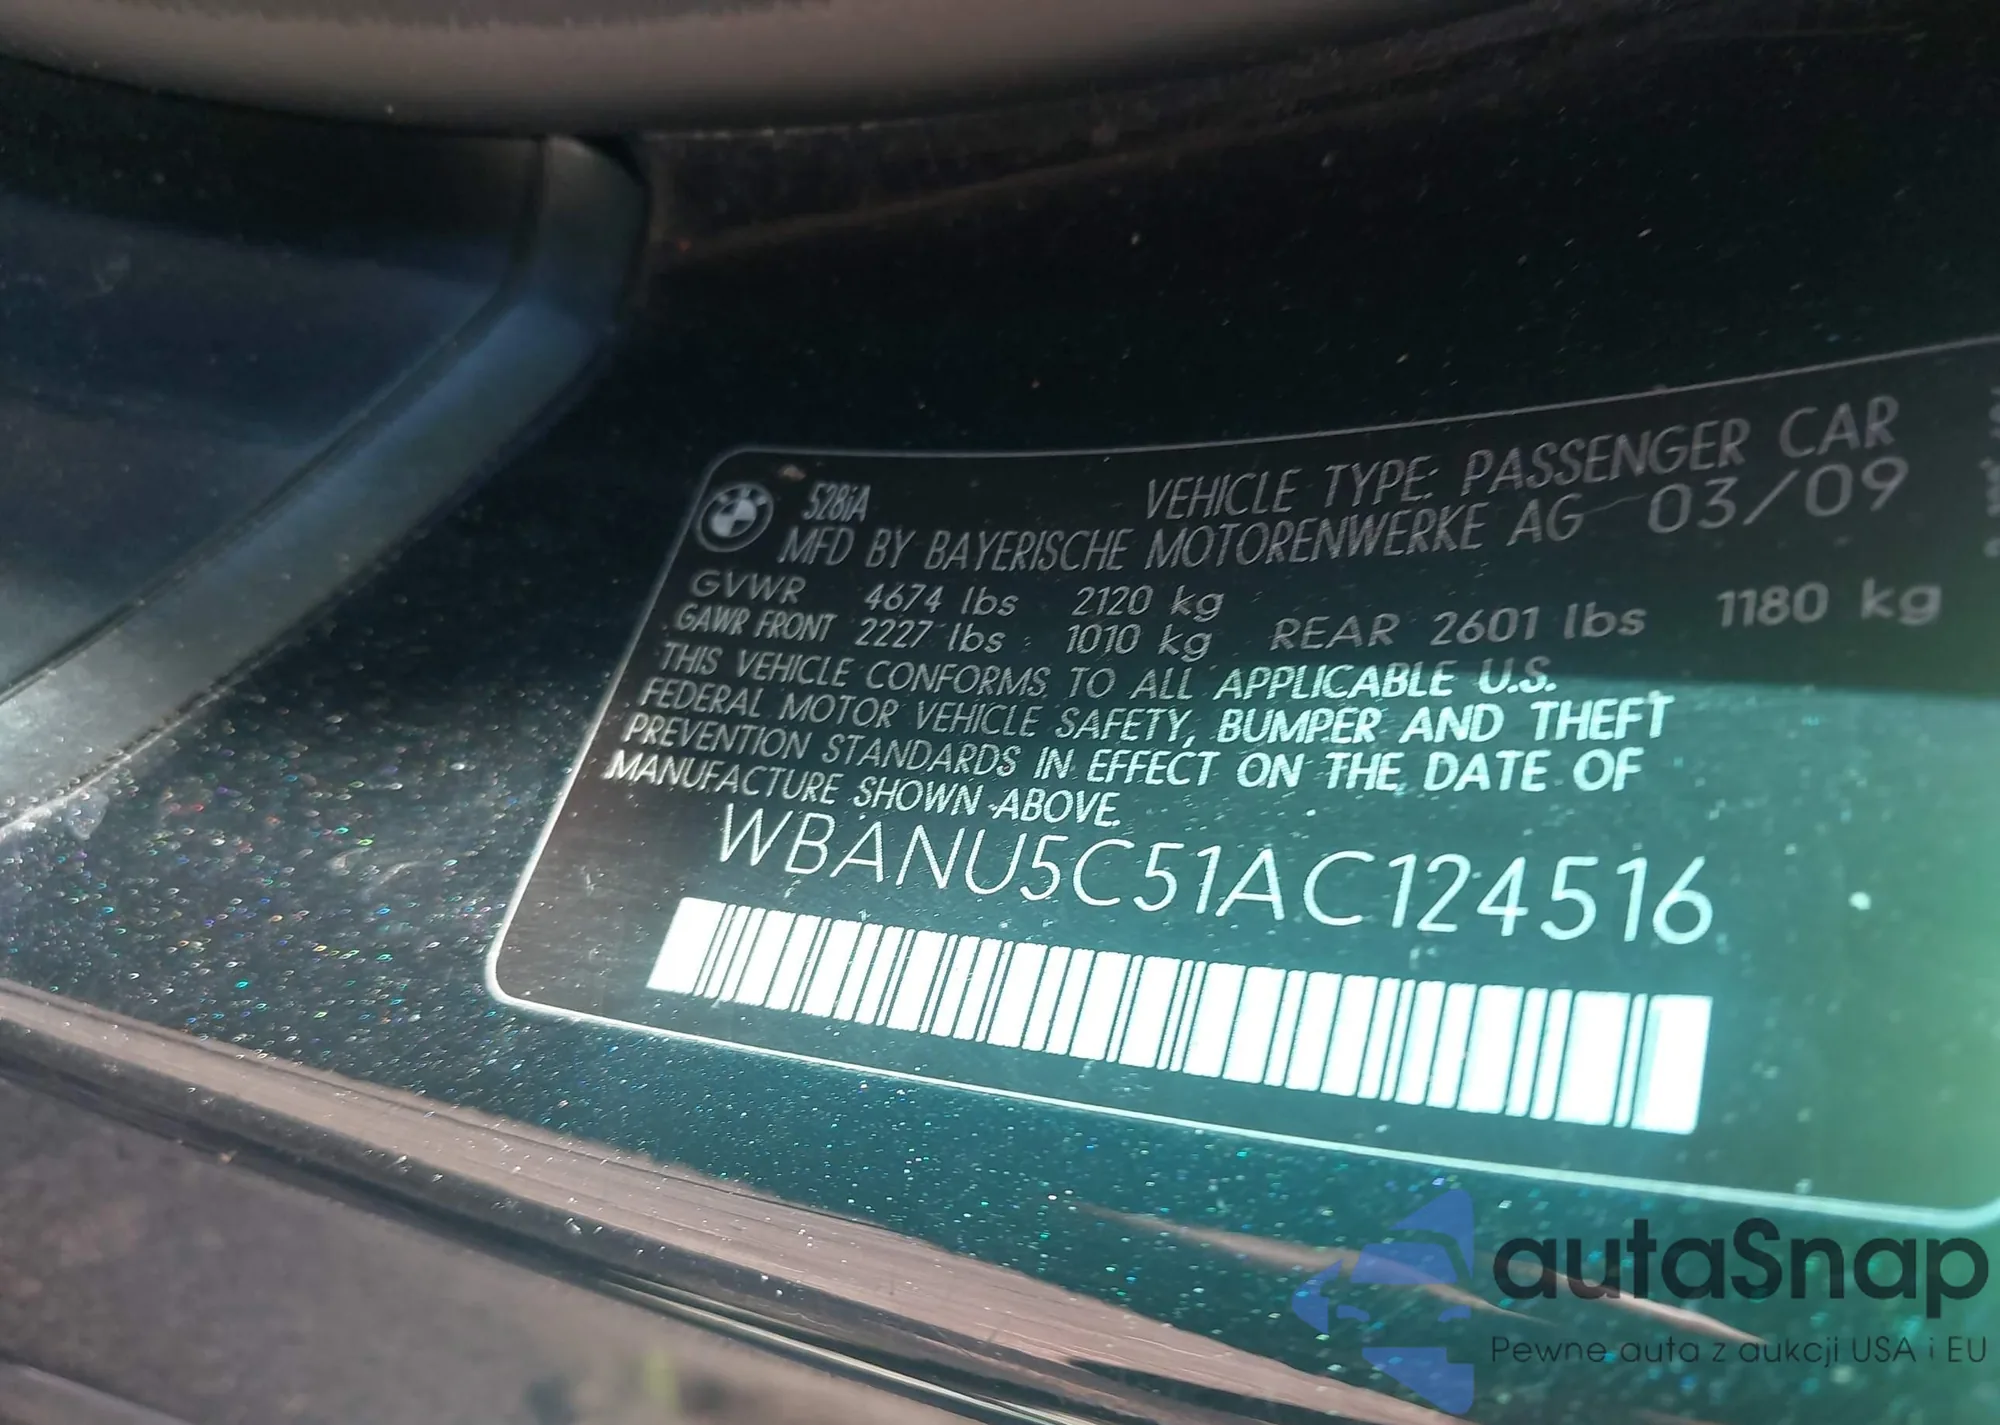 528iA
VEHICLE TYPE: PASSENGER CAR
MFD BY BAYERISCHE MOTORENWERKE AG 03/09
GVWR 4674 lbs 2120 kg
GAWR FRONT 2227 lbs 1010 kg REAR 2601 lbs 1180 kg
THIS VEHICLE CONFORMS TO ALL APPLICABLE U.S.
FEDERAL MOTOR VEHICLE SAFETY, BUMPER AND THEFT
PREVENTION STANDARDS IN EFFECT ON THE DATE OF
MANUFACTURE SHOWN ABOVE.
WBANU5C51AC124516
autaSnap
Pewne auta z aukcji USA i EU